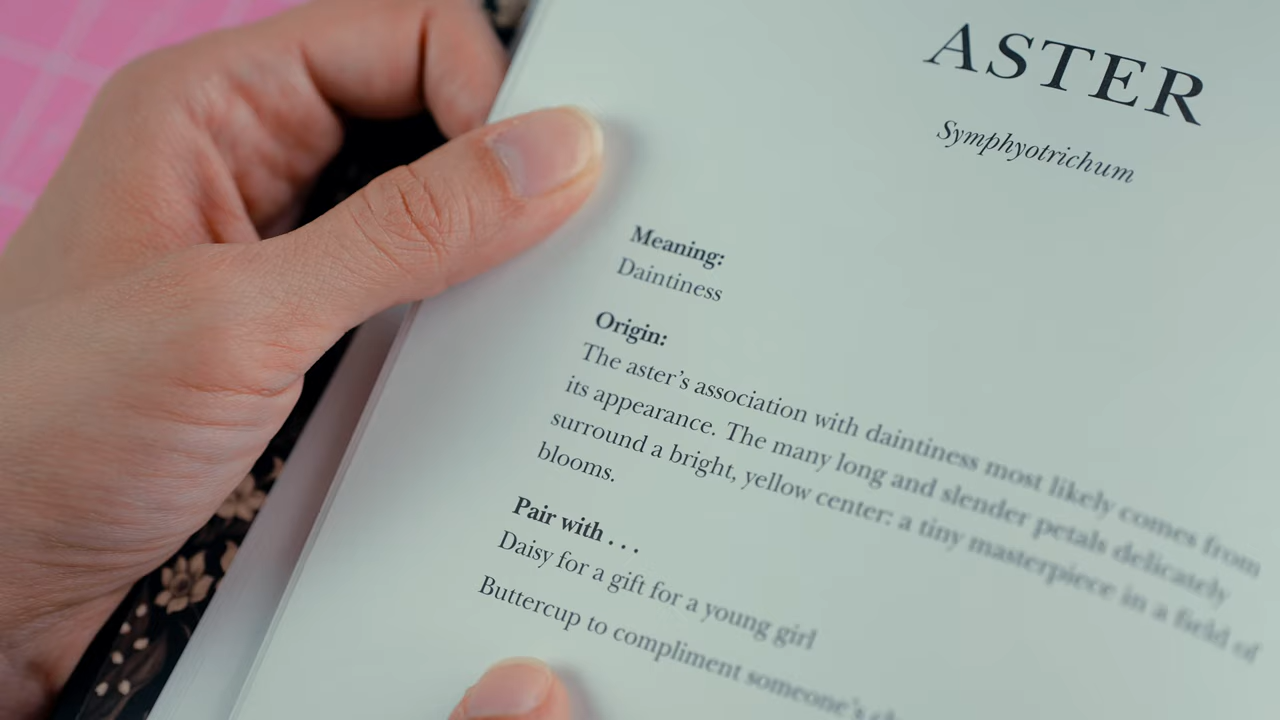 ASTER
Symphyotrichum
Meaning:
Daintiness
Origin:
The aster’s association with daintiness most likely comes from
its appearance. The many long and slender petals delicately
surround a bright, yellow center: a tiny masterpiece in a field of
blooms.
Pair with . . .
Daisy for a gift for a young girl
Buttercup to compliment someone’s